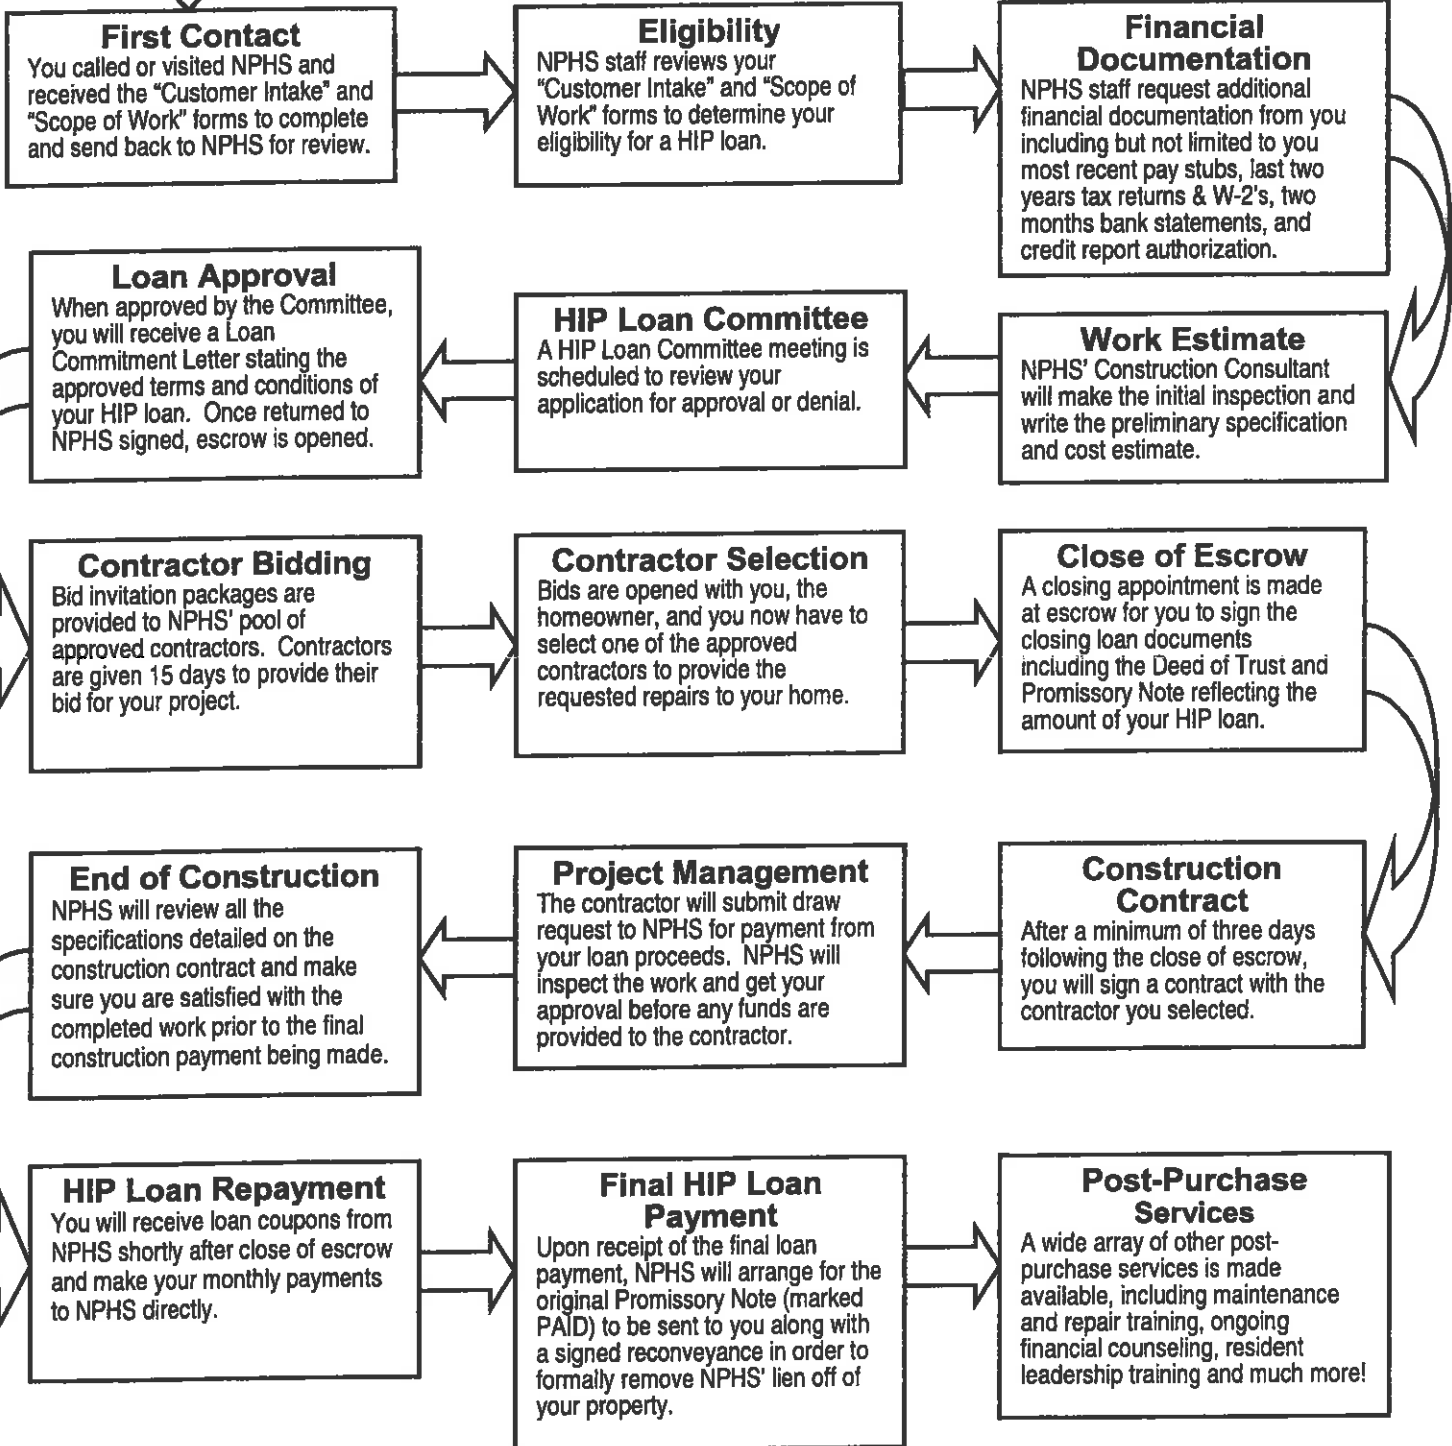 First Contact
You called or visited NPHS and
received the "Customer Intake" and
"Scope of Work" forms to complete
and send back to NPHS for review.
Eligibility
NPHS staff reviews your
"Customer Intake" and "Scope of
Work" forms to determine your
eligibility for a HIP loan.
Financial
Documentation
NPHS staff request additional
financial documentation from you
including but not limited to you
most recent pay stubs, last two
years tax returns & W-2's, two
months bank statements, and
credit report authorization.
Work Estimate
NPHS' Construction Consultant
will make the initial inspection and
write the preliminary specification
and cost estimate.
HIP Loan Committee
A HIP Loan Committee meeting is
scheduled to review your
application for approval or denial.
Loan Approval
When approved by the Committee,
you will receive a Loan
Commitment Letter stating the
approved terms and conditions of
your HIP loan. Once returned to
NPHS signed, escrow is opened.
Contractor Bidding
Bid invitation packages are
provided to NPHS' pool of
approved contractors. Contractors
are given 15 days to provide their
bid for your project.
Contractor Selection
Bids are opened with you, the
homeowner, and you now have to
select one of the approved
contractors to provide the
requested repairs to your home.
Close of Escrow
A closing appointment is made
at escrow for you to sign the
closing loan documents
including the Deed of Trust and
Promissory Note reflecting the
amount of your HIP loan.
Construction
Contract
After a minimum of three days
following the close of escrow,
you will sign a contract with the
contractor you selected.
Project Management
The contractor will submit draw
request to NPHS for payment from
your loan proceeds. NPHS will
inspect the work and get your
approval before any funds are
provided to the contractor.
End of Construction
NPHS will review all the
specifications detailed on the
construction contract and make
sure you are satisfied with the
completed work prior to the final
construction payment being made.
HIP Loan Repayment
You will receive loan coupons from
NPHS shortly after close of escrow
and make your monthly payments
to NPHS directly.
Final HIP Loan
Payment
Upon receipt of the final loan
payment, NPHS will arrange for the
original Promissory Note (marked
PAID) to be sent to you along with
a signed reconveyance in order to
formally remove NPHS' lien off of
your property.
Post-Purchase
Services
A wide array of other post-
purchase services is made
available, including maintenance
and repair training, ongoing
financial counseling, resident
leadership training and much more!